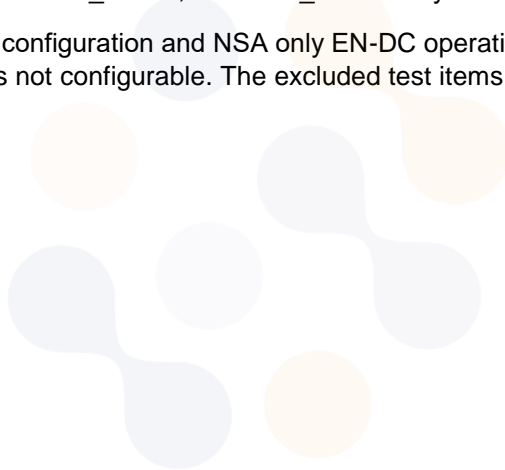 configuration and NSA only EN-DC operati
s not configurable. The excluded test items